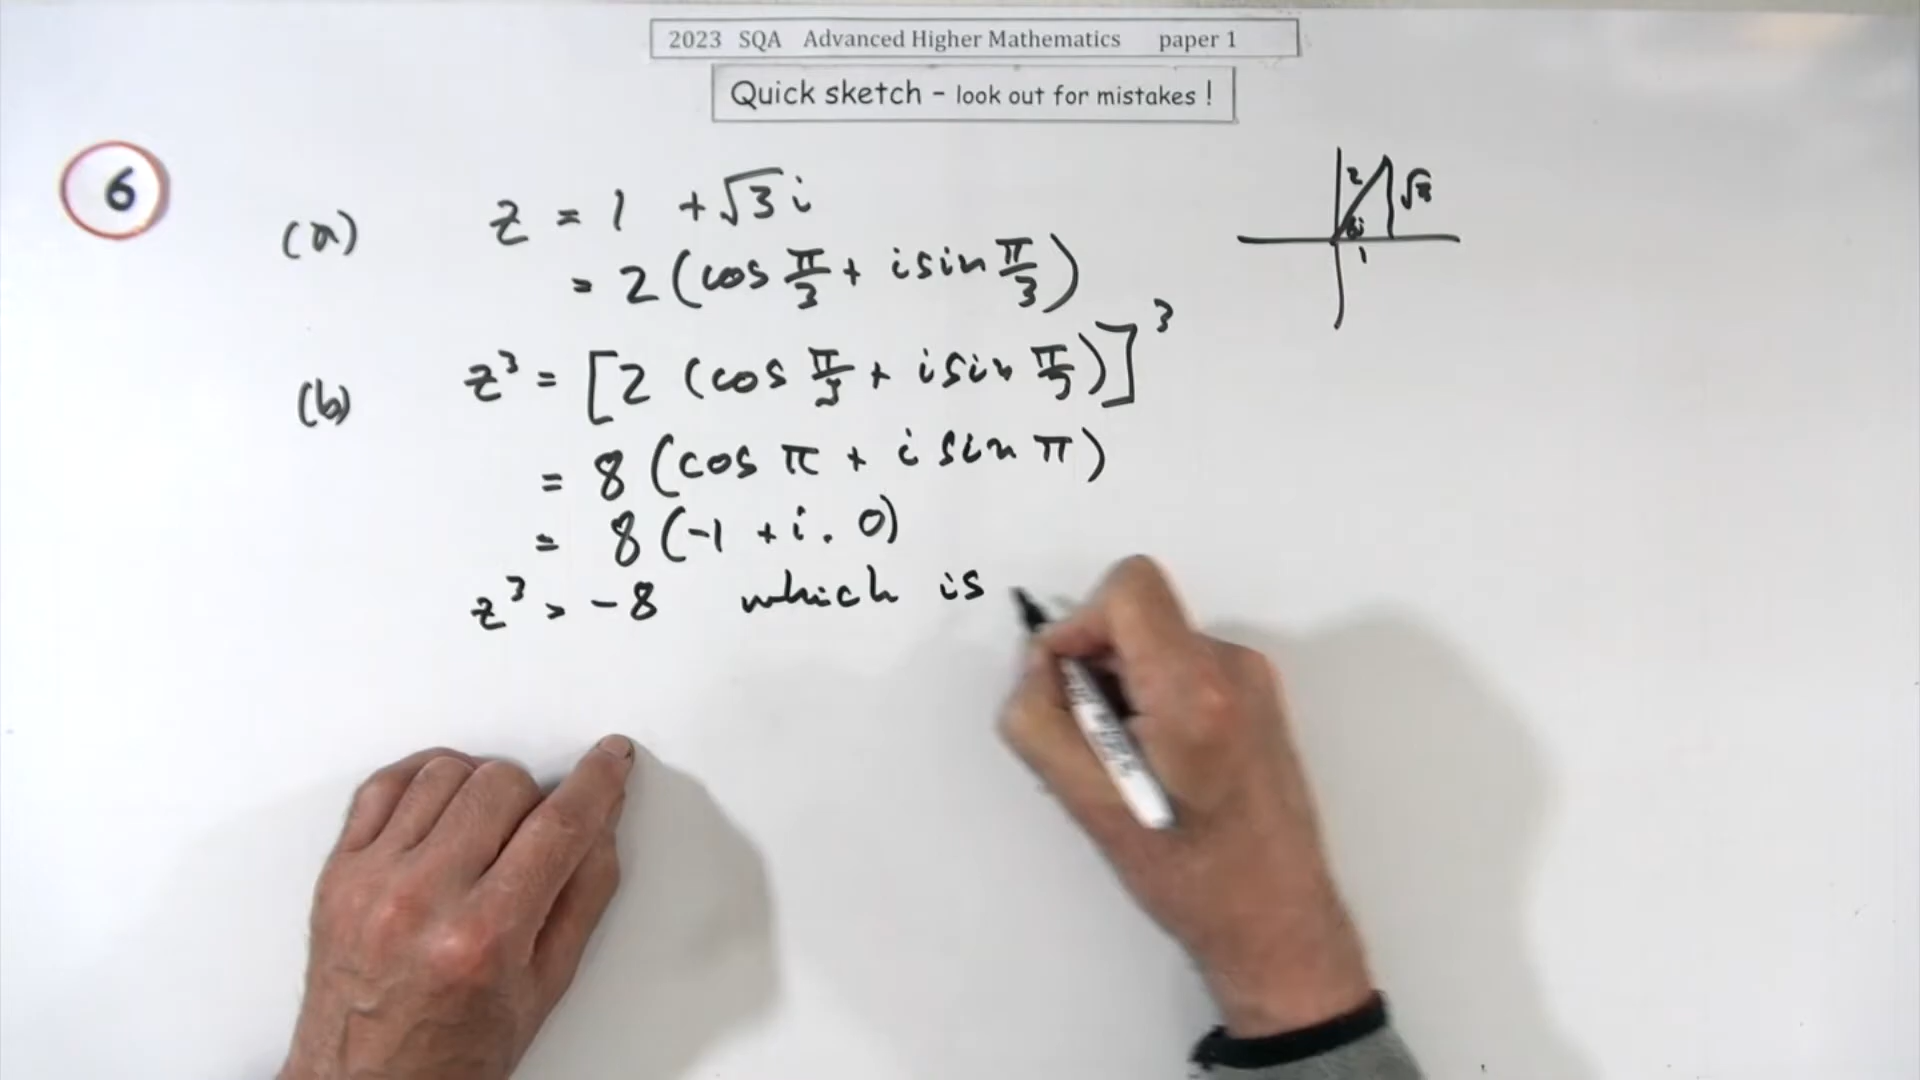 2023 SQA Advanced Higher Mathematics paper 1
Quick sketch – look out for mistakes !
6
(a) z = 1 + √3 i
= 2 (cos π/3 + i sin π/3)
2 √3
1
(b) z³ = [2 (cos π/3 + i sin π/3)]³
= 8 (cos π + i sin π)
= 8 (-1 + i . 0)
z³ = -8 which is